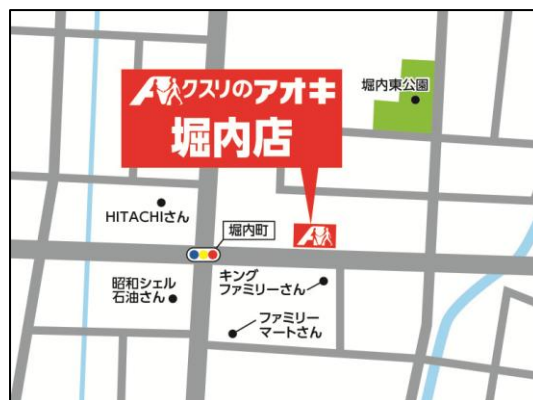 クスリのアオキ
堀内店
堀内東公園
HITACHIさん
堀内町
昭和シェル
石油さん
キング
ファミリーさん
ファミリー
マートさん